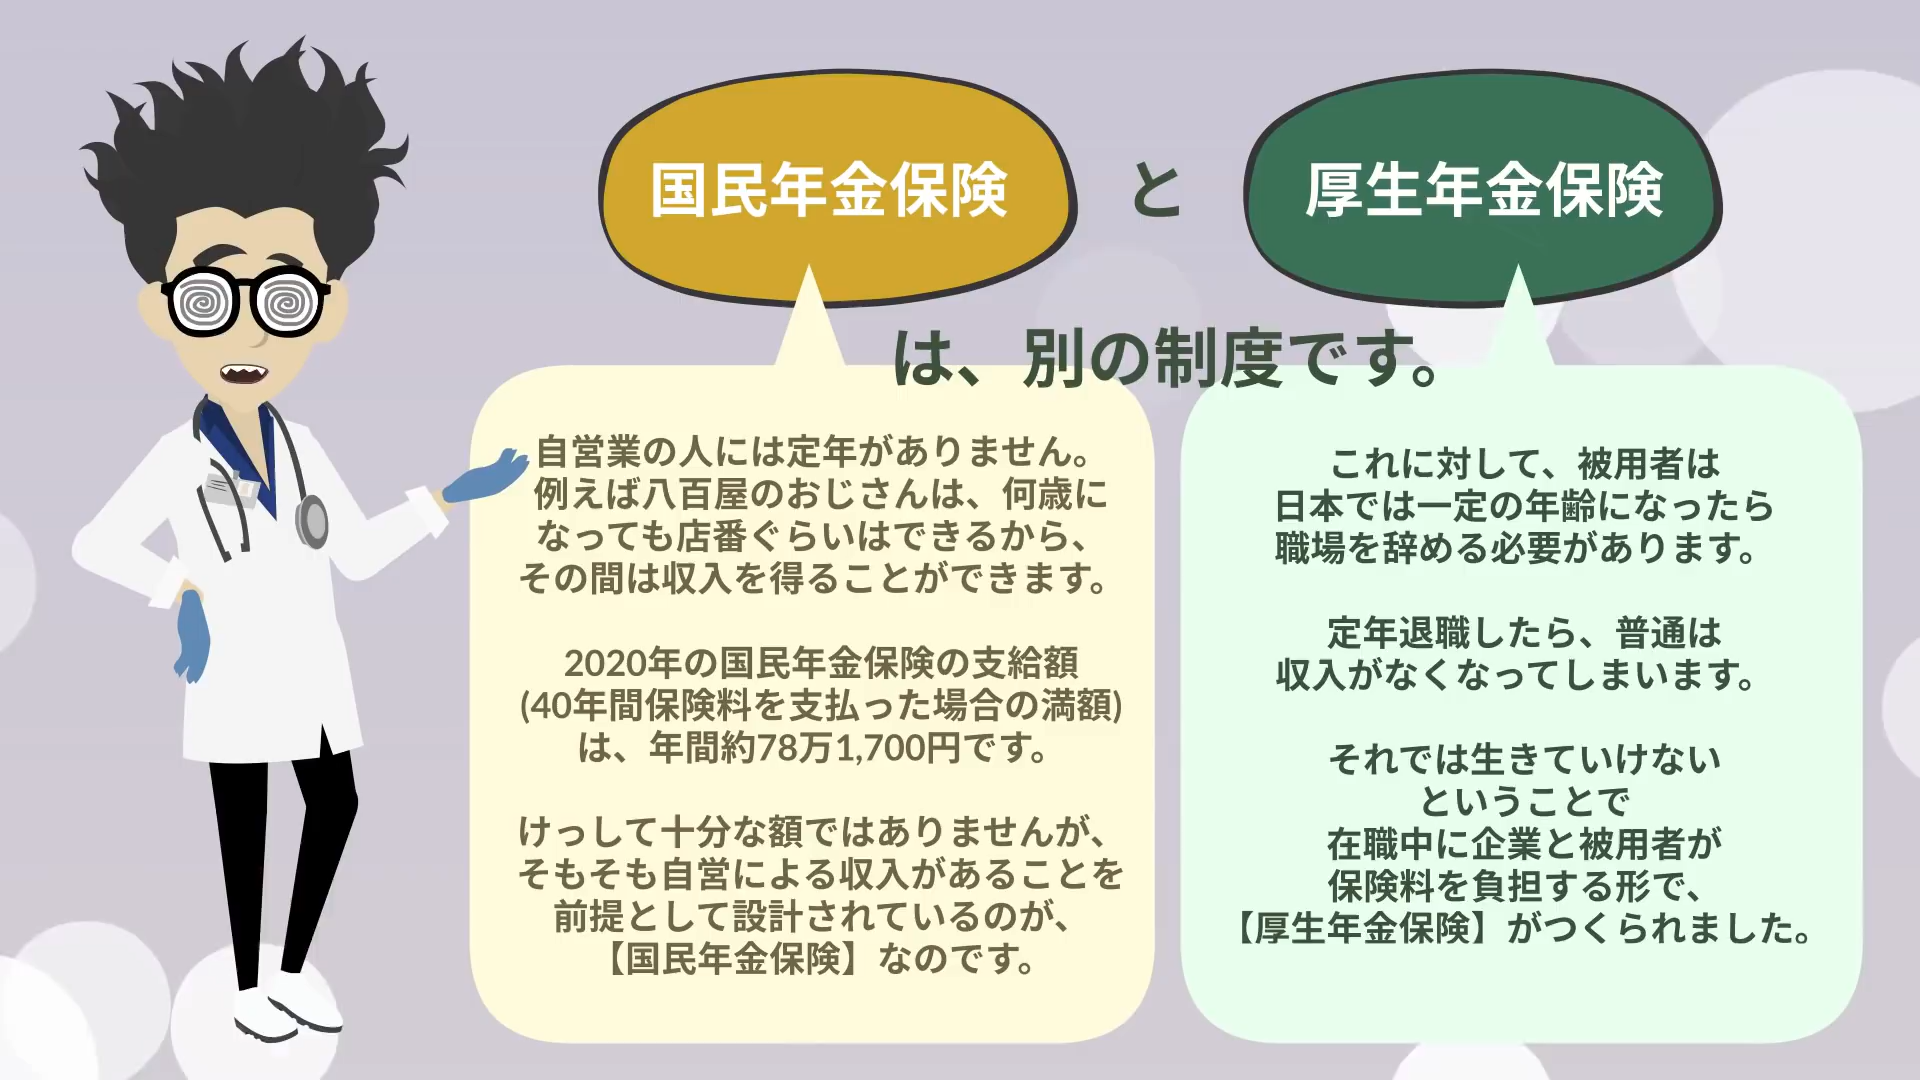 国民年金保険
と
厚生年金保険
は、別の制度です。
自営業の人には定年がありません。
例えば八百屋のおじさんは、何歳に
なっても店番ぐらいはできるから、
その間は収入を得ることができます。
2020年の国民年金保険の支給額
(40年間保険料を支払った場合の満額)
は、年間約78万1,700円です。
けっして十分な額ではありませんが、
そもそも自営による収入があることを
前提として設計されているのが、
【国民年金保険】なのです。
これに対して、被用者は
日本では一定の年齢になったら
職場を辞める必要があります。
定年退職したら、普通は
収入がなくなってしまいます。
それでは生きていけない
ということで
在職中に企業と被用者が
保険料を負担する形で、
【厚生年金保険】がつくられました。